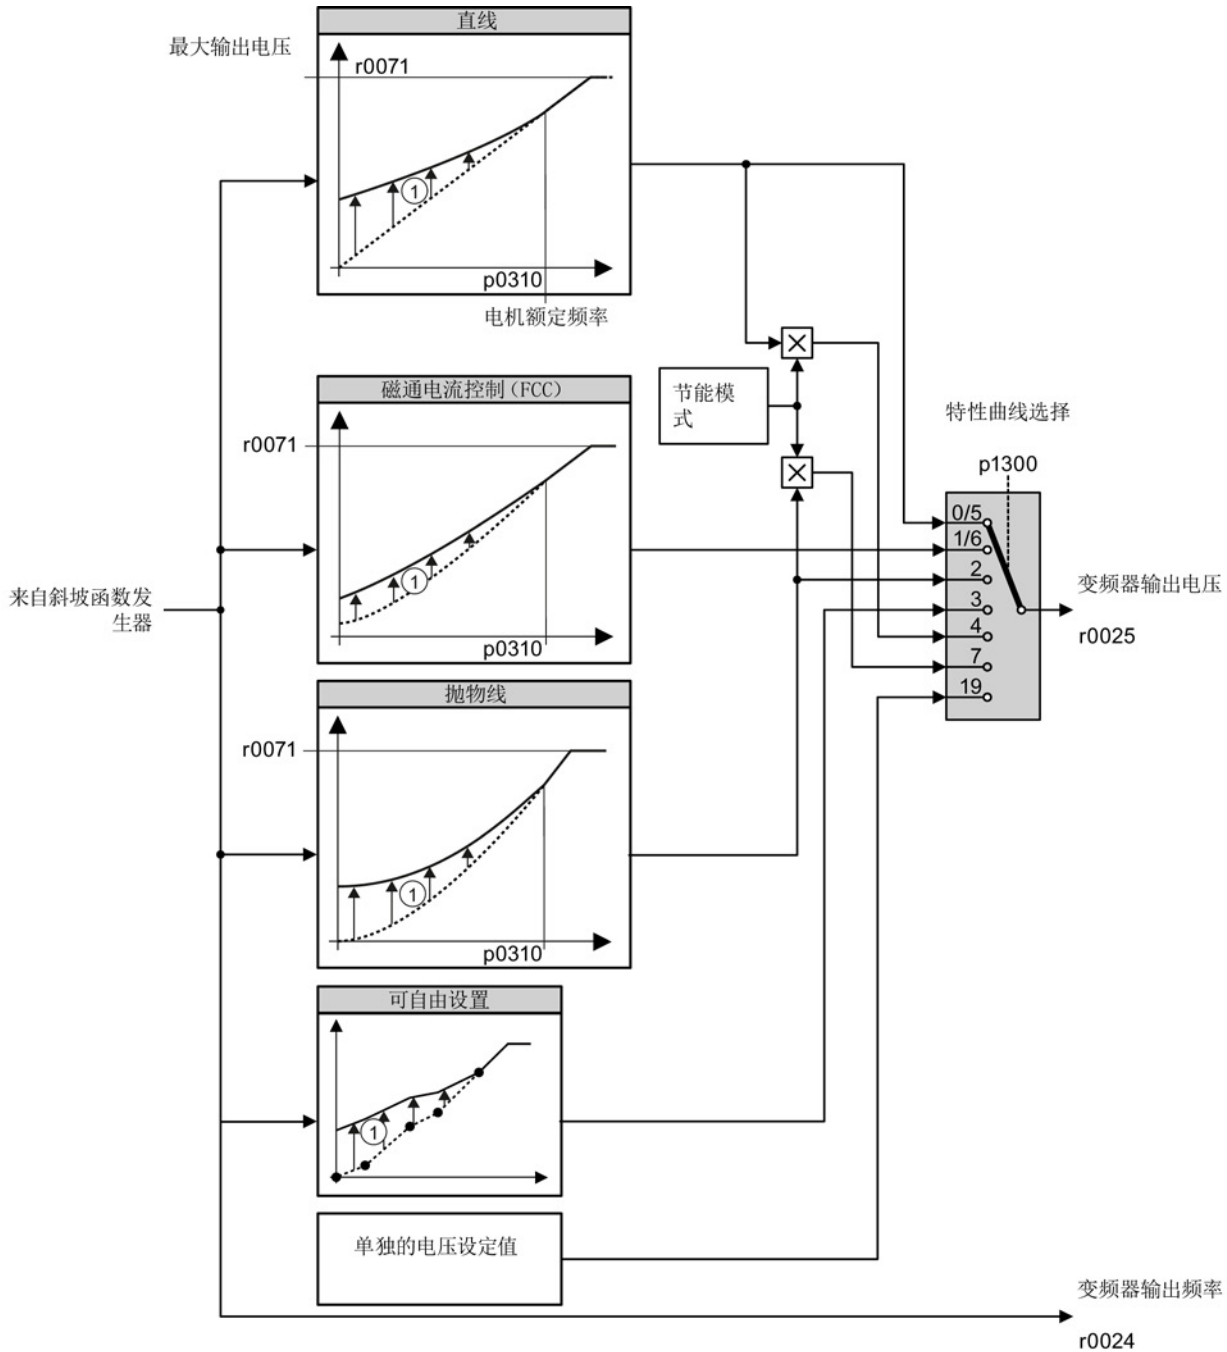 直线
最大输出电压
r0071
①
p0310
电机额定频率
磁通电流控制(FCC)
r0071
①
p0310
节能模
式
特性曲线选择
p1300
0/5
1/6
2
3
4
7
19
来自斜坡函数发
生器
变频器输出电压
r0025
抛物线
r0071
①
p0310
可自由设置
①
单独的电压设定值
变频器输出频率
r0024